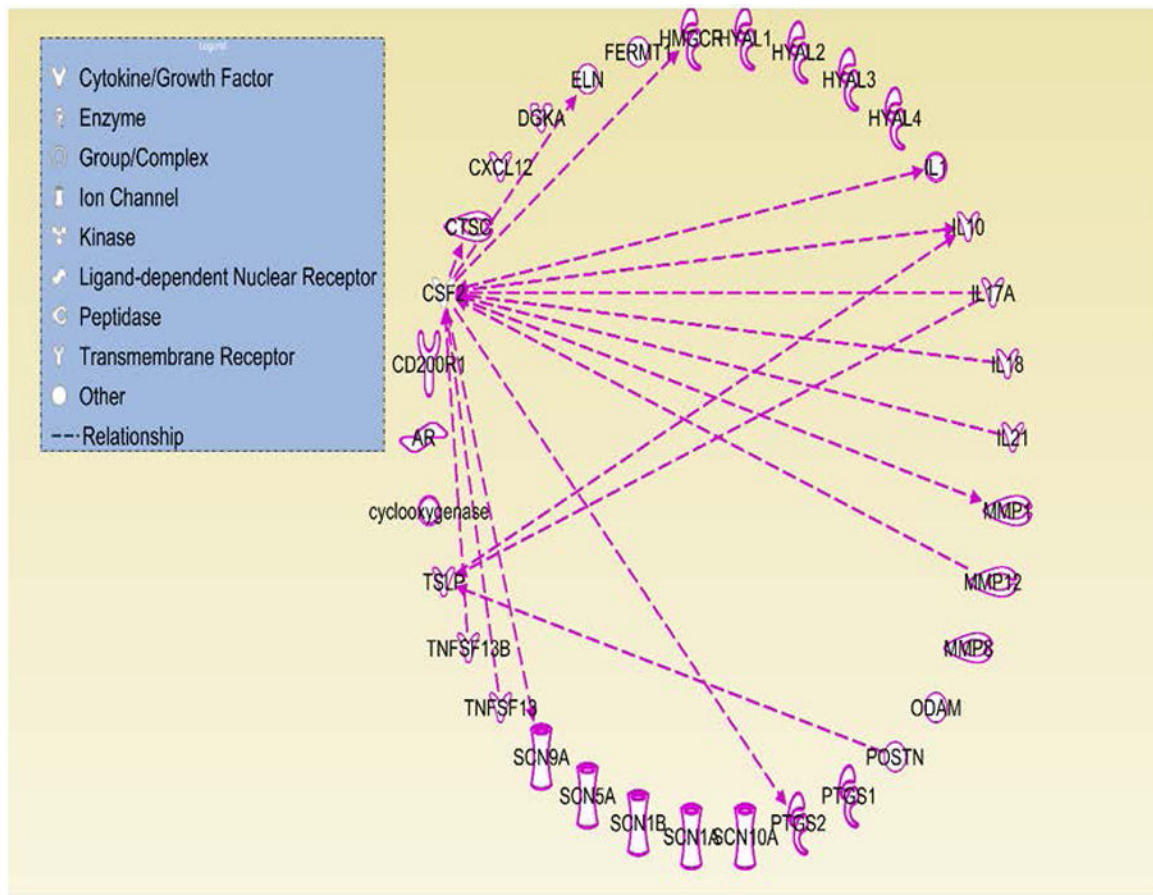 Legend
Cytokine/Growth Factor
Enzyme
Group/Complex
Ion Channel
Kinase
Ligand-dependent Nuclear Receptor
Peptidase
Transmembrane Receptor
Other
Relationship
HMGCR
HYAL1
HYAL2
HYAL3
HYAL4
IL1
IL10
IL17A
IL18
IL21
MMP1
MMP12
MMP8
ODAM
POSTN
PTGS1
PTGS2
SCN10A
SCN1A
SCN1B
SCN5A
SCN9A
TNFSF13
TNFSF13B
TSLP
cyclooxygenase
AR
CD200R1
CSF2
CTSC
CXCL12
DGKA
ELN
FERMT1